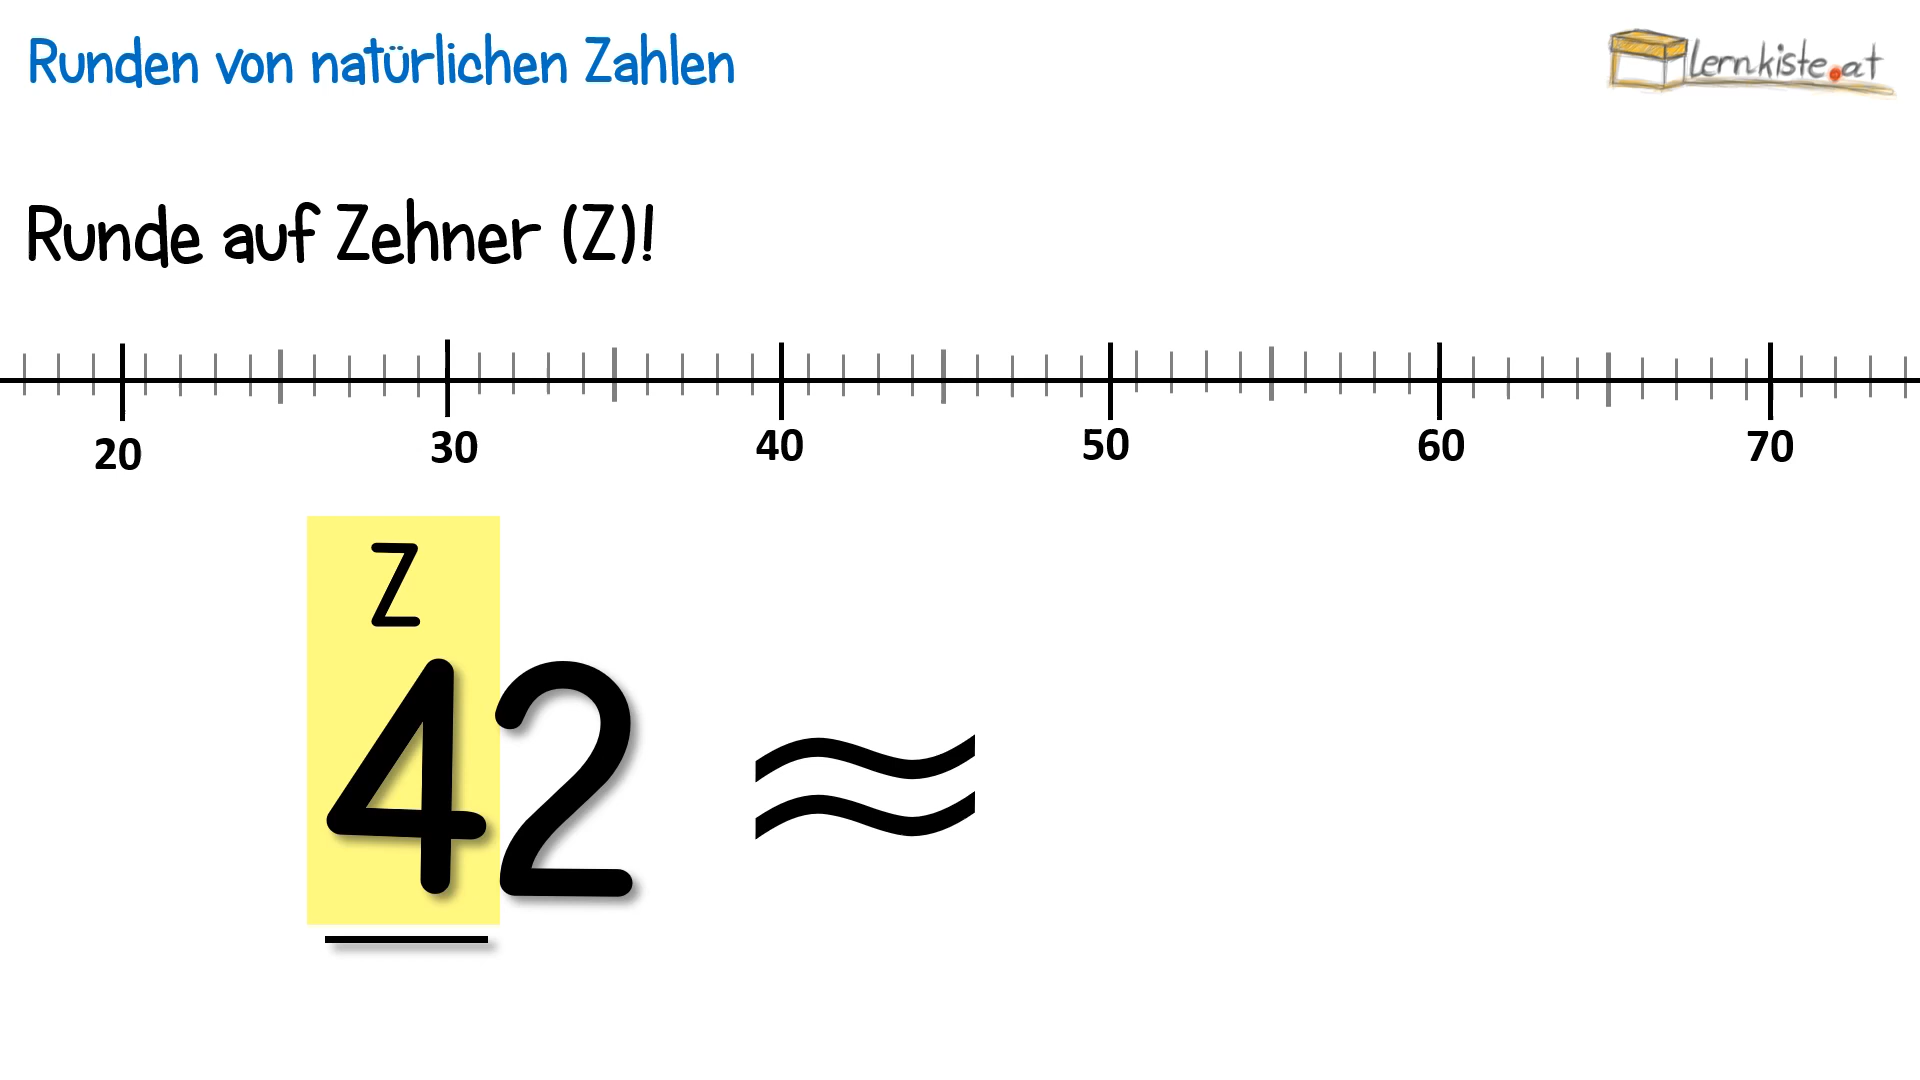 Runden von natürlichen Zahlen
lernkiste.at
Runde auf Zehner (Z)!
20 30 40 50 60 70
Z
42 ≈